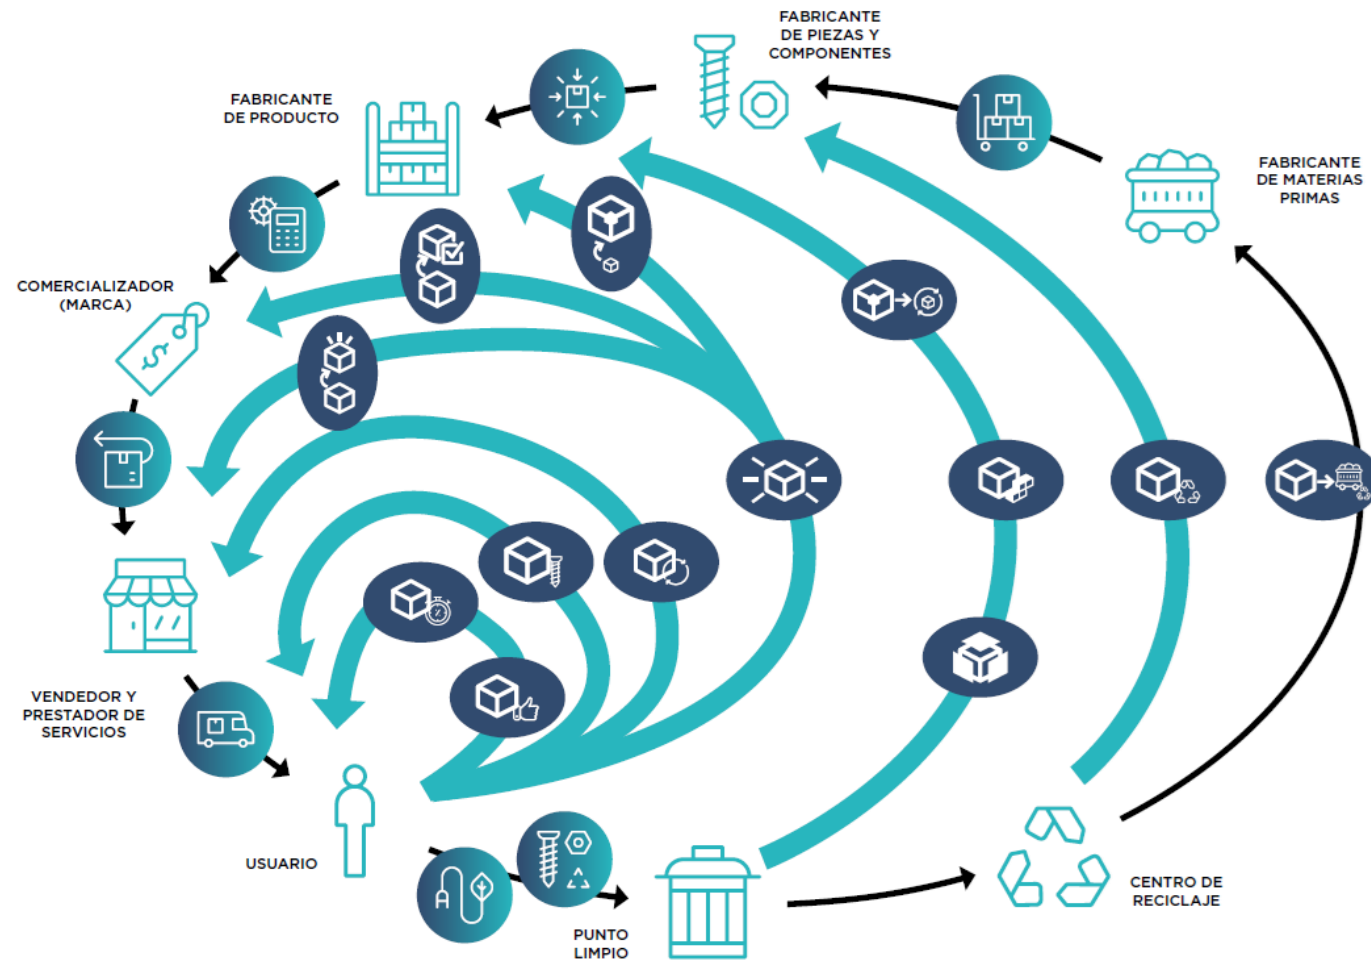 FABRICANTE
DE PIEZAS Y
COMPONENTES
FABRICANTE
DE PRODUCTO
FABRICANTE
DE MATERIAS
PRIMAS
COMERCIALIZADOR
(MARCA)
$
VENDEDOR Y
PRESTADOR DE
SERVICIOS
USUARIO
PUNTO
LIMPIO
CENTRO DE
RECICLAJE